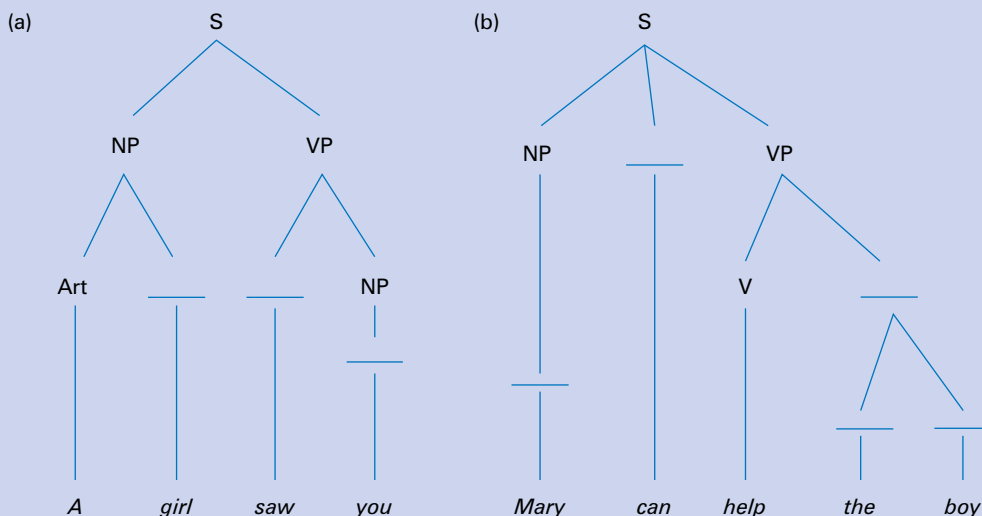 (a) S (b) S
NP VP NP VP
Art NP V
A girl saw you Mary can help the boy